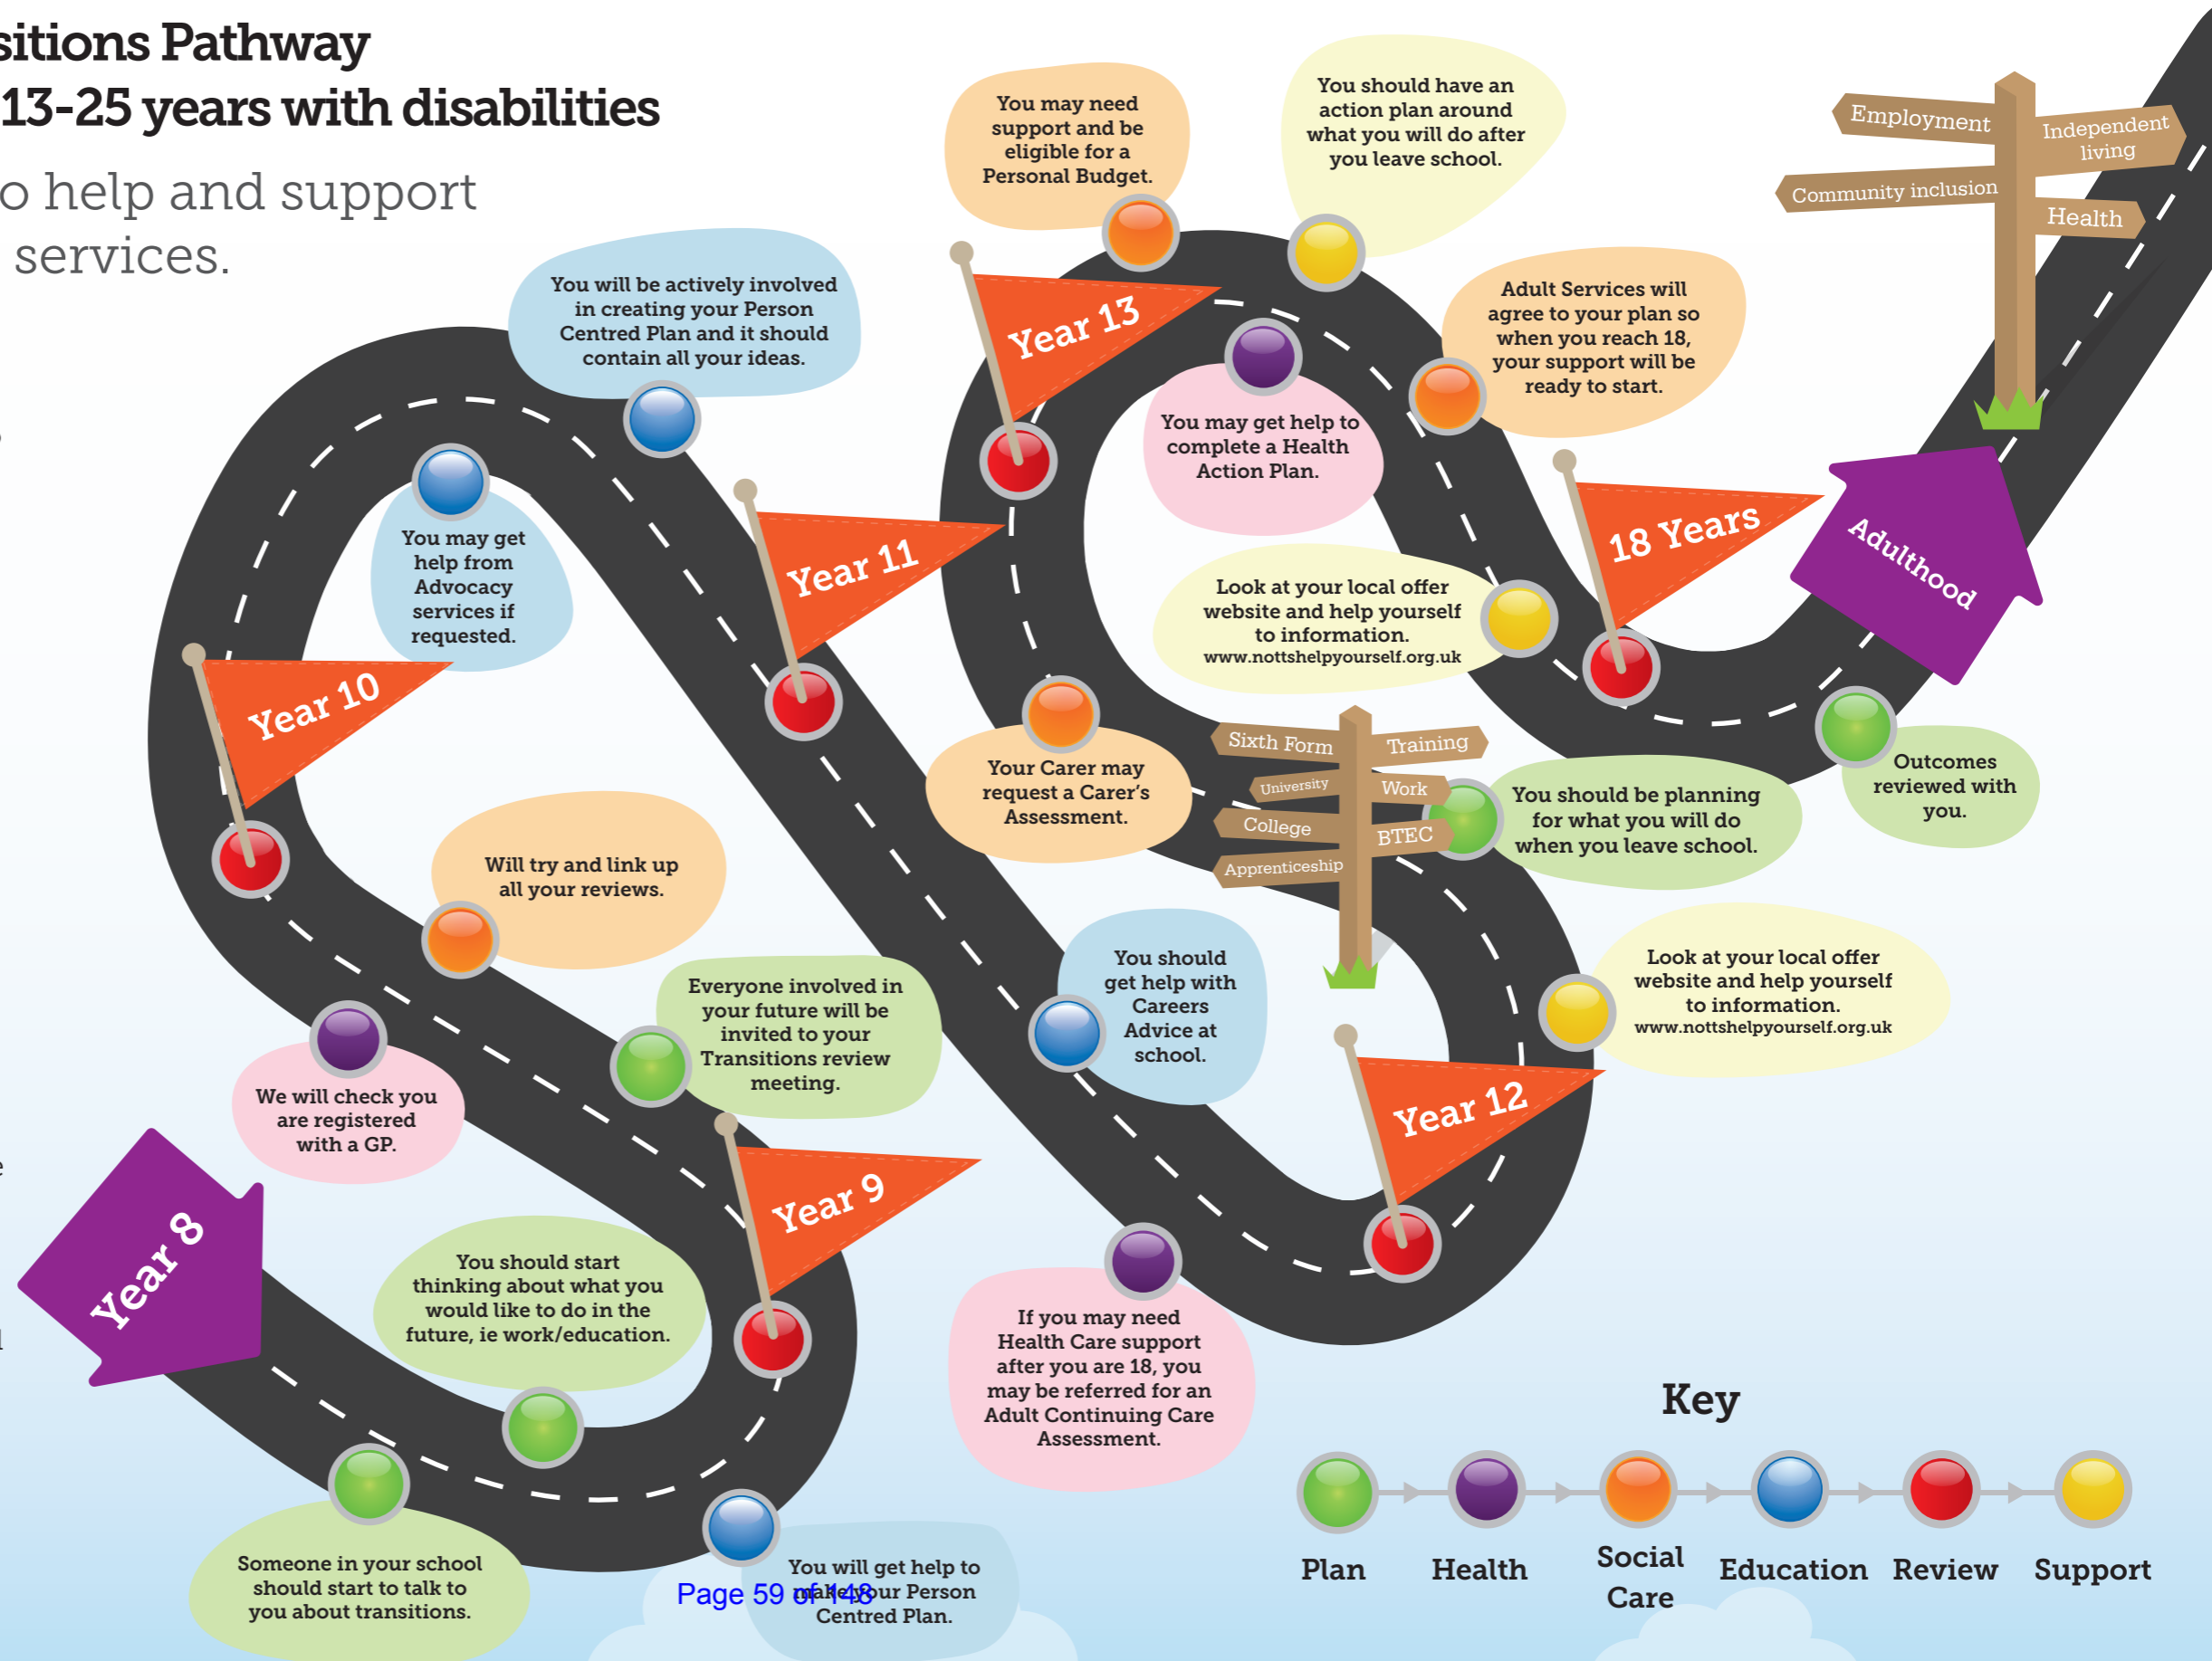 sitions Pathway
13-25 years with disabilities
o help and support
services.
Year 8
Someone in your school
should start to talk to
you about transitions.
You should start
thinking about what you
would like to do in the
future, ie work/education.
You will get help to
make your Person
Centred Plan.
Page 59 of 148
Year 9
Everyone involved in
your future will be
invited to your
Transitions review
meeting.
We will check you
are registered
with a GP.
Will try and link up
all your reviews.
Year 10
You may get
help from
Advocacy
services if
requested.
You will be actively involved
in creating your Person
Centred Plan and it should
contain all your ideas.
Year 11
You should
get help with
Careers
Advice at
school.
If you may need
Health Care support
after you are 18, you
may be referred for an
Adult Continuing Care
Assessment.
Year 12
Look at your local offer
website and help yourself
to information.
www.nottshelpyourself.org.uk
You should be planning
for what you will do
when you leave school.
Sixth Form
Training
University
Work
College
BTEC
Apprenticeship
Your Carer may
request a Carer's
Assessment.
Year 13
You may need
support and be
eligible for a
Personal Budget.
You should have an
action plan around
what you will do after
you leave school.
You may get help to
complete a Health
Action Plan.
Adult Services will
agree to your plan so
when you reach 18,
your support will be
ready to start.
Look at your local offer
website and help yourself
to information.
www.nottshelpyourself.org.uk
18 Years
Outcomes
reviewed with
you.
Adulthood
Employment
Independent
living
Community inclusion
Health
Key
Plan
Health
Social
Care
Education
Review
Support